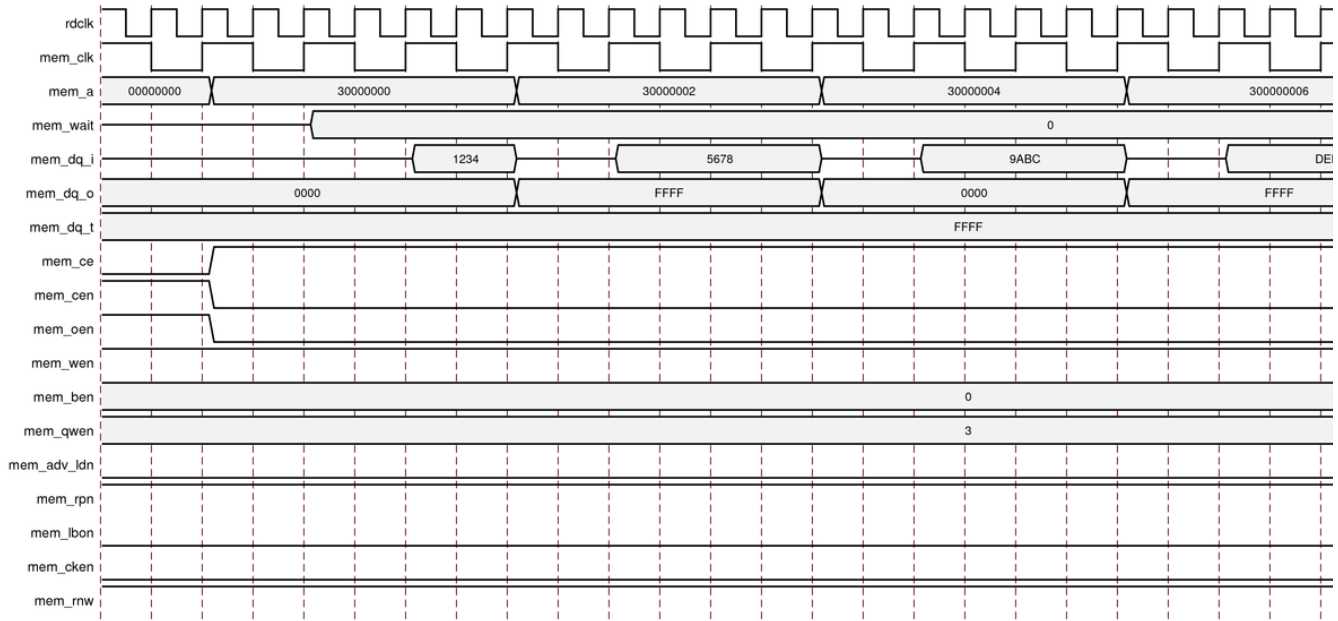 rdclk
mem_clk
mem_a 00000000 30000000 30000002 30000004 300000006
mem_wait 0
mem_dq_i 1234 5678 9ABC
mem_dq_o 0000 FFFF 0000 FFFF
mem_dq_t FFFF
mem_ce
mem_cen
mem_oen
mem_wen
mem_ben 0
mem_qwen 3
mem_adv_ldn
mem_rpn
mem_lbon
mem_cken
mem_rnw